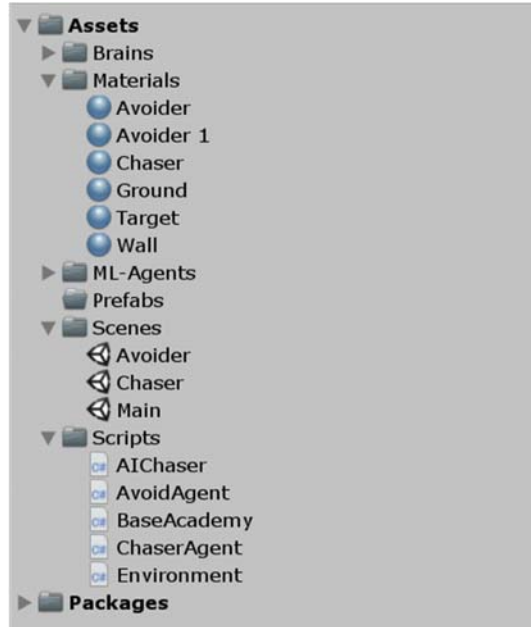 Assets
Brains
Materials
Avoider
Avoider 1
Chaser
Ground
Target
Wall
ML-Agents
Prefabs
Scenes
Avoider
Chaser
Main
Scripts
C# AIChaser
C# AvoidAgent
C# BaseAcademy
C# ChaserAgent
C# Environment
Packages